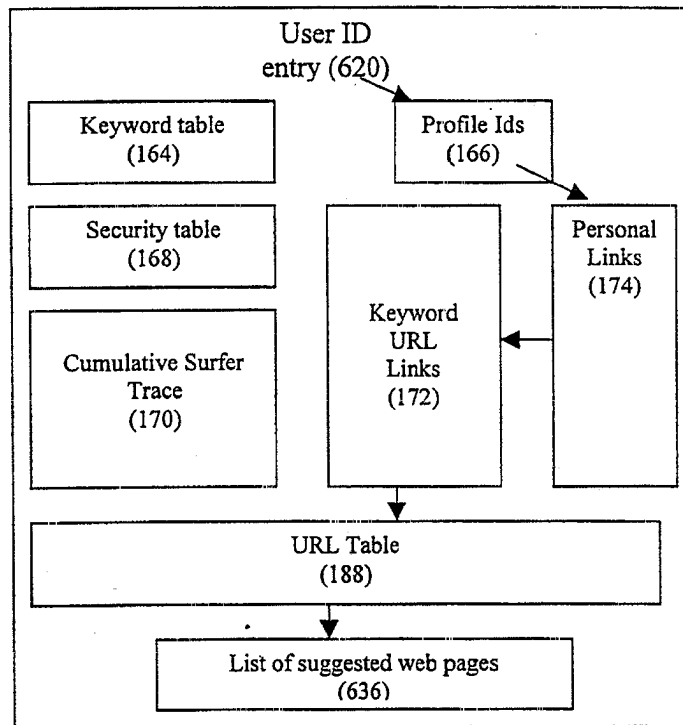 User ID
entry (620)
Keyword table
(164)
Profile Ids
(166)
Security table
(168)
Personal
Links
(174)
Keyword
URL
Links
(172)
Cumulative Surfer
Trace
(170)
URL Table
(188)
List of suggested web pages
(636)